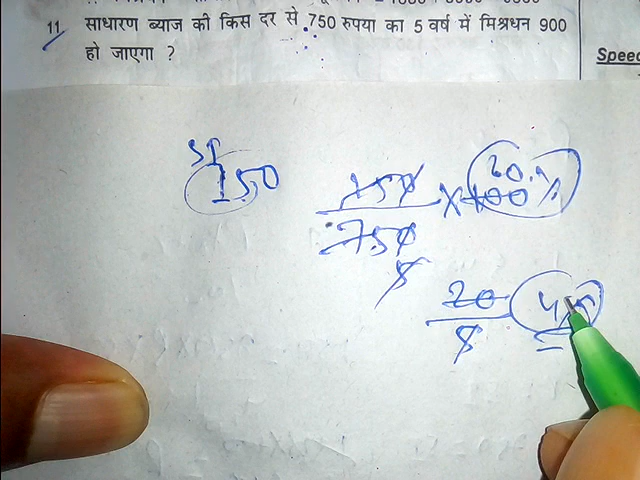 11. साधारण ब्याज की किस दर से 750 रुपया का 5 वर्ष में मिश्रधन 900
हो जाएगा ?
Speed
SI
150
150/750 × 100 20%
5
20/5 4%